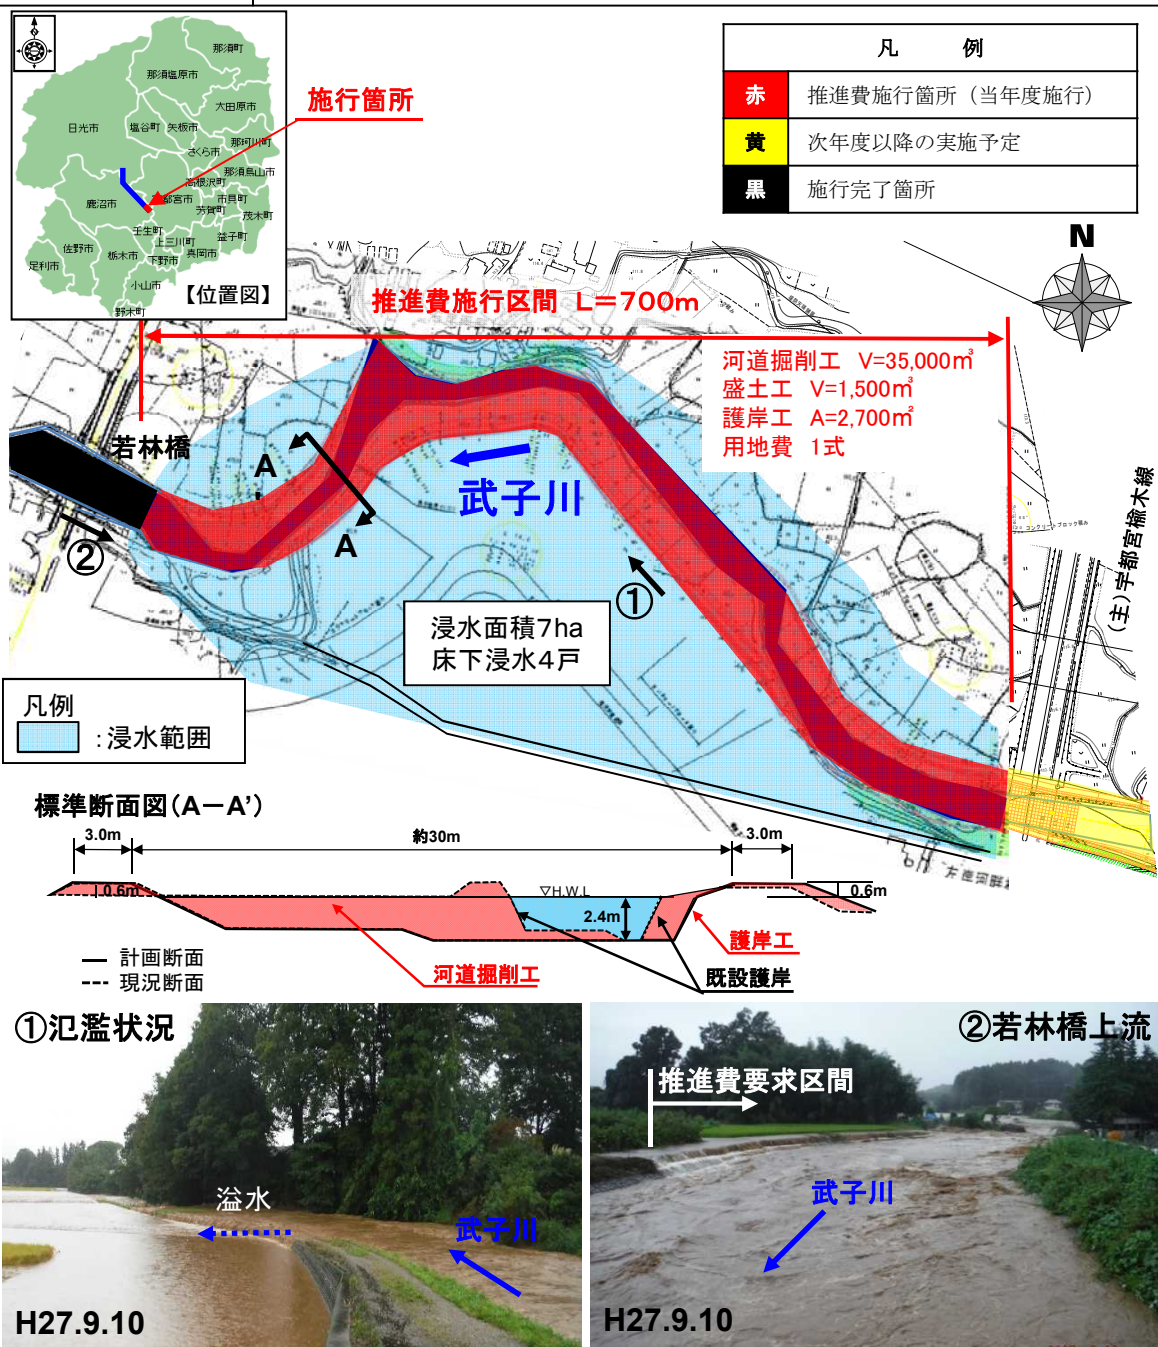 那須町
那須塩原市
大田原市
日光市
塩谷町
矢板市
那珂川町
さくら市
那須烏山市
高根沢町
鹿沼市
都宮市
市貝町
芳賀町
茂木町
壬生町
上三川町
益子町
佐野市
栃木市
下野市
真岡市
足利市
小山市
野木町
【位置図】
施行箇所
凡 例
赤 推進費施行箇所（当年度施行）
黄 次年度以降の実施予定
黒 施行完了箇所
N
推進費施行区間 L=700m
河道掘削工 V=35,000㎥
盛土工 V=1,500㎥
護岸工 A=2,700㎡
用地費 1式
若林橋
A
A
武子川
②
①
(主)宇都宮楡木線
コンクリートブロック積み
浸水面積7ha
床下浸水4戸
凡例
：浸水範囲
標準断面図(A－A’)
3.0m
約30m
3.0m
0.6m
▽H.W.L
2.4m
0.6m
護岸工
計画断面
現況断面
河道掘削工
既設護岸
①氾濫状況
溢水
武子川
H27.9.10
②若林橋上流
推進費要求区間
武子川
H27.9.10